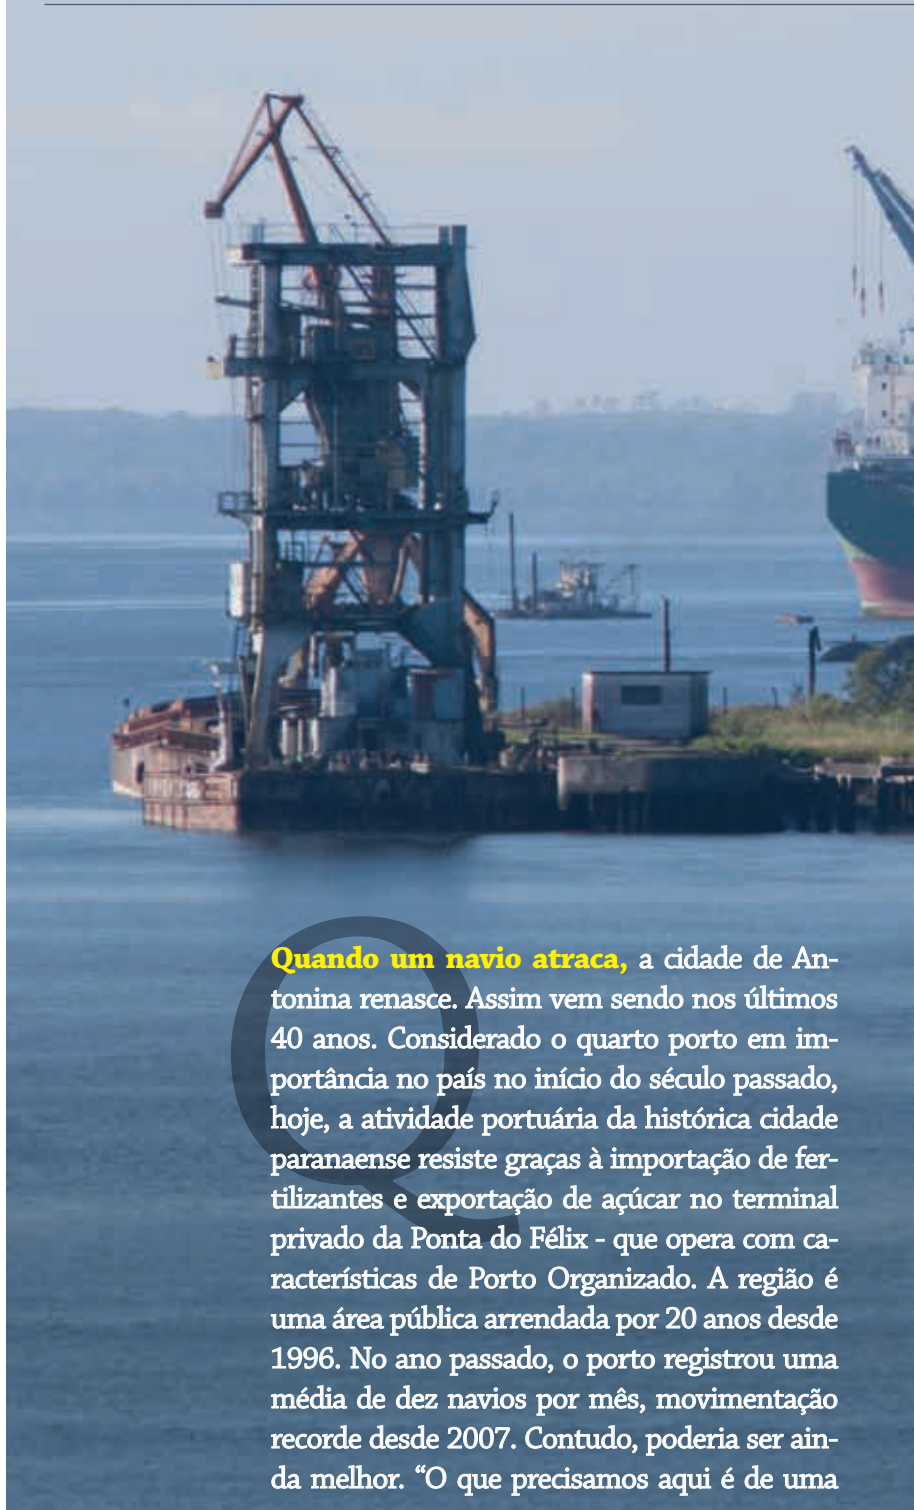 Quando um navio atraca, a cidade de An-
tonina renasce. Assim vem sendo nos últimos
40 anos. Considerado o quarto porto em im-
portância no país no início do século passado,
hoje, a atividade portuária da histórica cidade
paranaense resiste graças à importação de fer-
tilizantes e exportação de açúcar no terminal
privado da Ponta do Félix - que opera com ca-
racterísticas de Porto Organizado. A região é
uma área pública arrendada por 20 anos desde
1996. No ano passado, o porto registrou uma
média de dez navios por mês, movimentação
recorde desde 2007. Contudo, poderia ser ain-
da melhor. “O que precisamos aqui é de uma